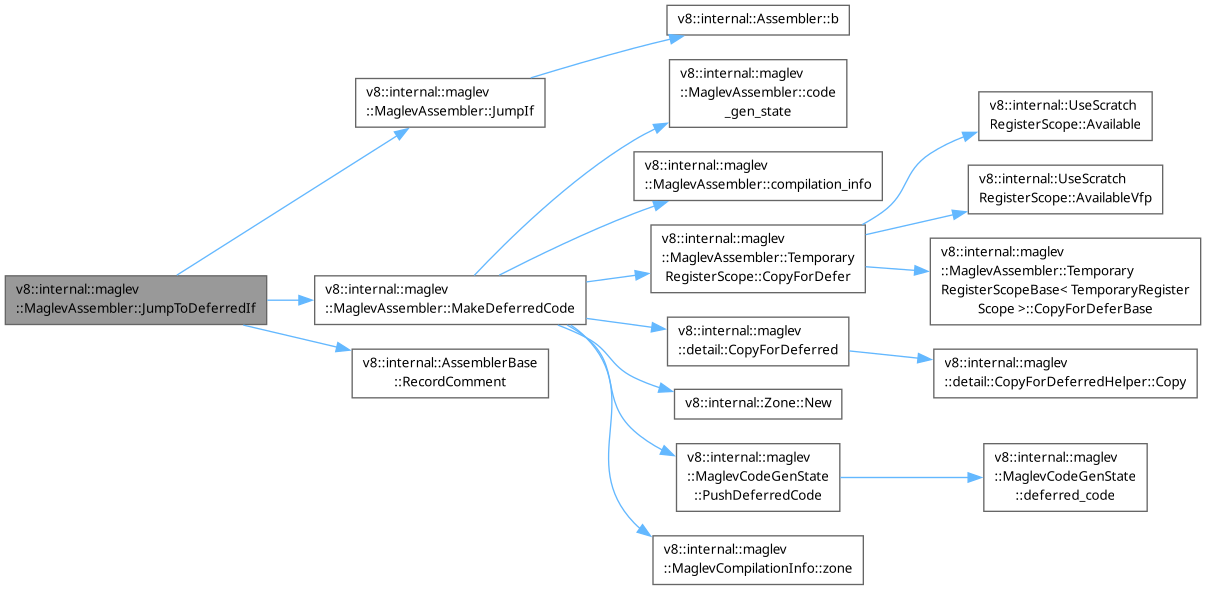 v8::internal::maglev
::MaglevAssembler::JumpToDeferredIf
v8::internal::maglev
::MaglevAssembler::JumpIf
v8::internal::Assembler::b
v8::internal::maglev
::MaglevAssembler::MakeDeferredCode
v8::internal::maglev
::MaglevAssembler::code
_gen_state
v8::internal::maglev
::MaglevAssembler::compilation_info
v8::internal::maglev
::MaglevAssembler::Temporary
RegisterScope::CopyForDefer
v8::internal::UseScratch
RegisterScope::Available
v8::internal::UseScratch
RegisterScope::AvailableVfp
v8::internal::maglev
::MaglevAssembler::Temporary
RegisterScopeBase< TemporaryRegister
Scope >::CopyForDeferBase
v8::internal::maglev
::detail::CopyForDeferred
v8::internal::maglev
::detail::CopyForDeferredHelper::Copy
v8::internal::Zone::New
v8::internal::maglev
::MaglevCodeGenState
::PushDeferredCode
v8::internal::maglev
::MaglevCodeGenState
::deferred_code
v8::internal::maglev
::MaglevCompilationInfo::zone
v8::internal::AssemblerBase
::RecordComment